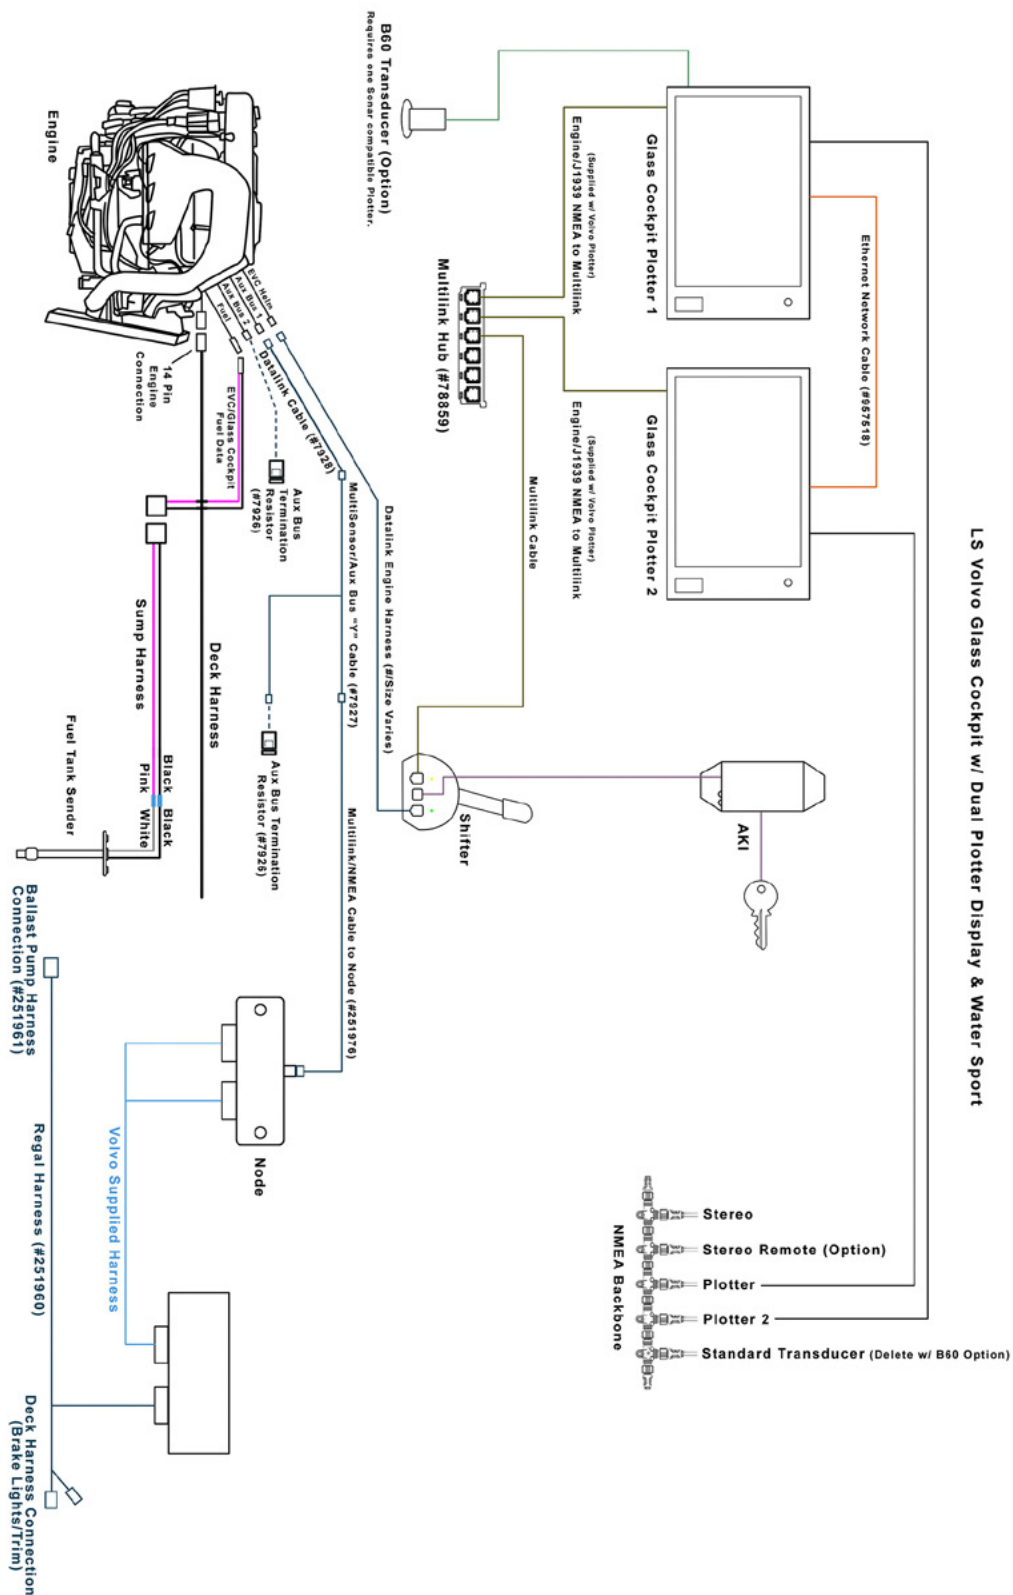 LS Volvo Glass Cockpit w/ Dual Plotter Display & Water Sport
Ethernet Network Cable (#957518)
Glass Cockpit Plotter 1
Glass Cockpit Plotter 2
(Supplied w/ Volvo Plotter)
Engine/J1939 NMEA to Multilink
(Supplied w/ Volvo Plotter)
Engine/J1939 NMEA to Multilink
B60 Transducer (Option)
Requires one Sonar compatible Plotter.
Multilink Hub (#78859)
Multilink Cable
AKI
Shifter
NMEA Backbone
Stereo
Stereo Remote (Option)
Plotter
Plotter 2
Standard Transducer (Delete w/ B60 Option)
Engine
EVC Helm
Aux Bus 1
Aux Bus 2
Fuel
Datalink Cable (#7928)
14 Pin
Engine
Connection
EVC/Glass Cockpit
Fuel Data
Aux Bus
Termination
Resistor
(#7926)
Datalink Engine Harness (#/Size Varies)
MultiSensor/Aux Bus "Y" Cable (#7927)
Multilink/NMEA Cable to Node (#251976)
Aux Bus Termination
Resistor (#7926)
Deck Harness
Sump Harness
Black
Black
Pink
White
Fuel Tank Sender
Node
Volvo Supplied Harness
Ballast Pump Harness
Connection (#251961)
Regal Harness (#251960)
Deck Harness Connection
(Brake Lights/Trim)